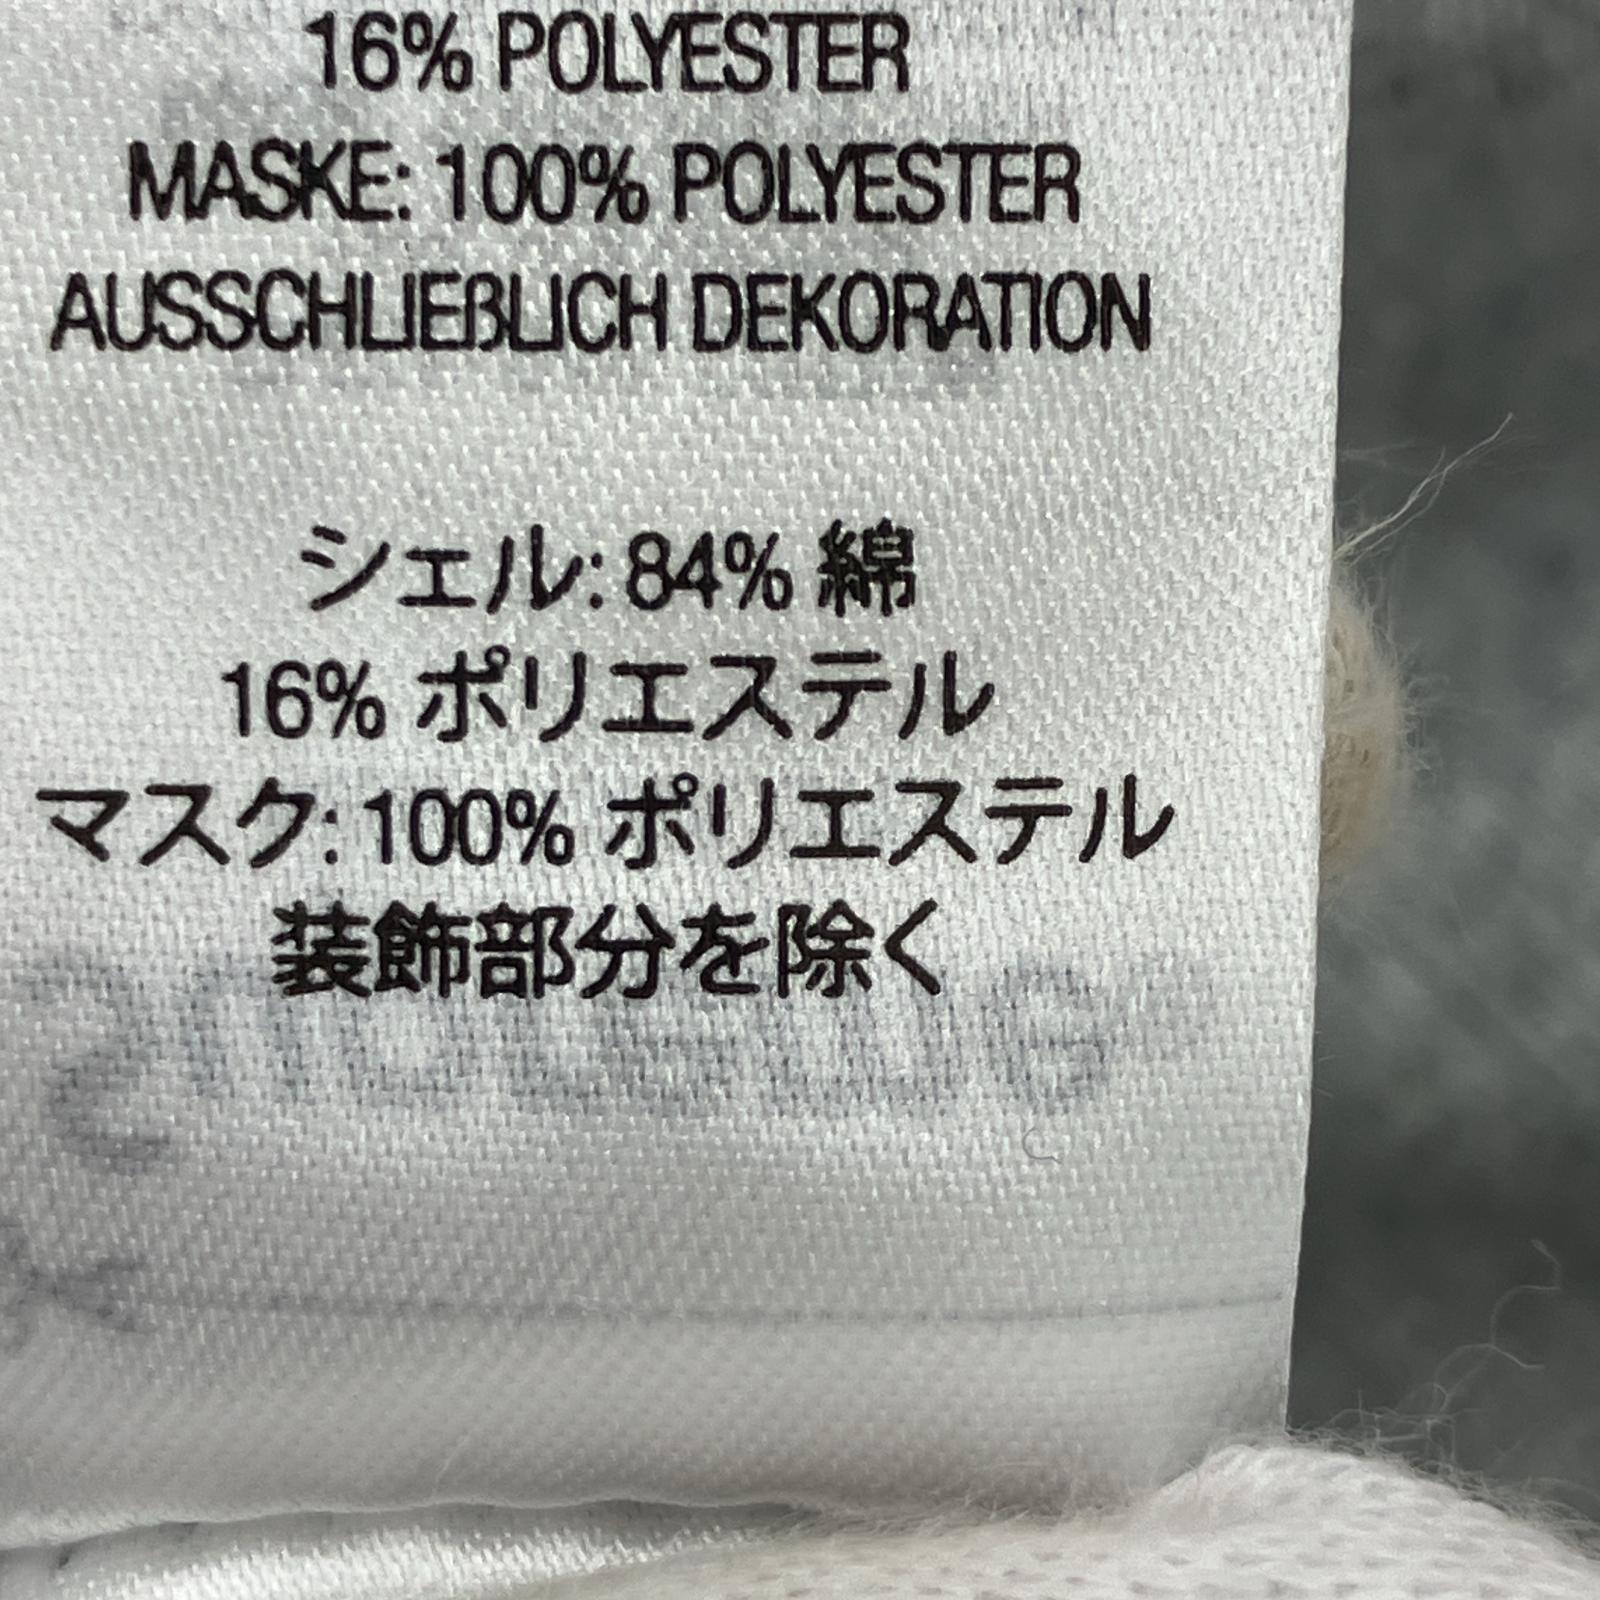 16% POLYESTER
MASKE: 100% POLYESTER
AUSSCHLIEßLICH DEKORATION
シェル: 84% 綿
16% ポリエステル
マスク: 100% ポリエステル
装飾部分を除く